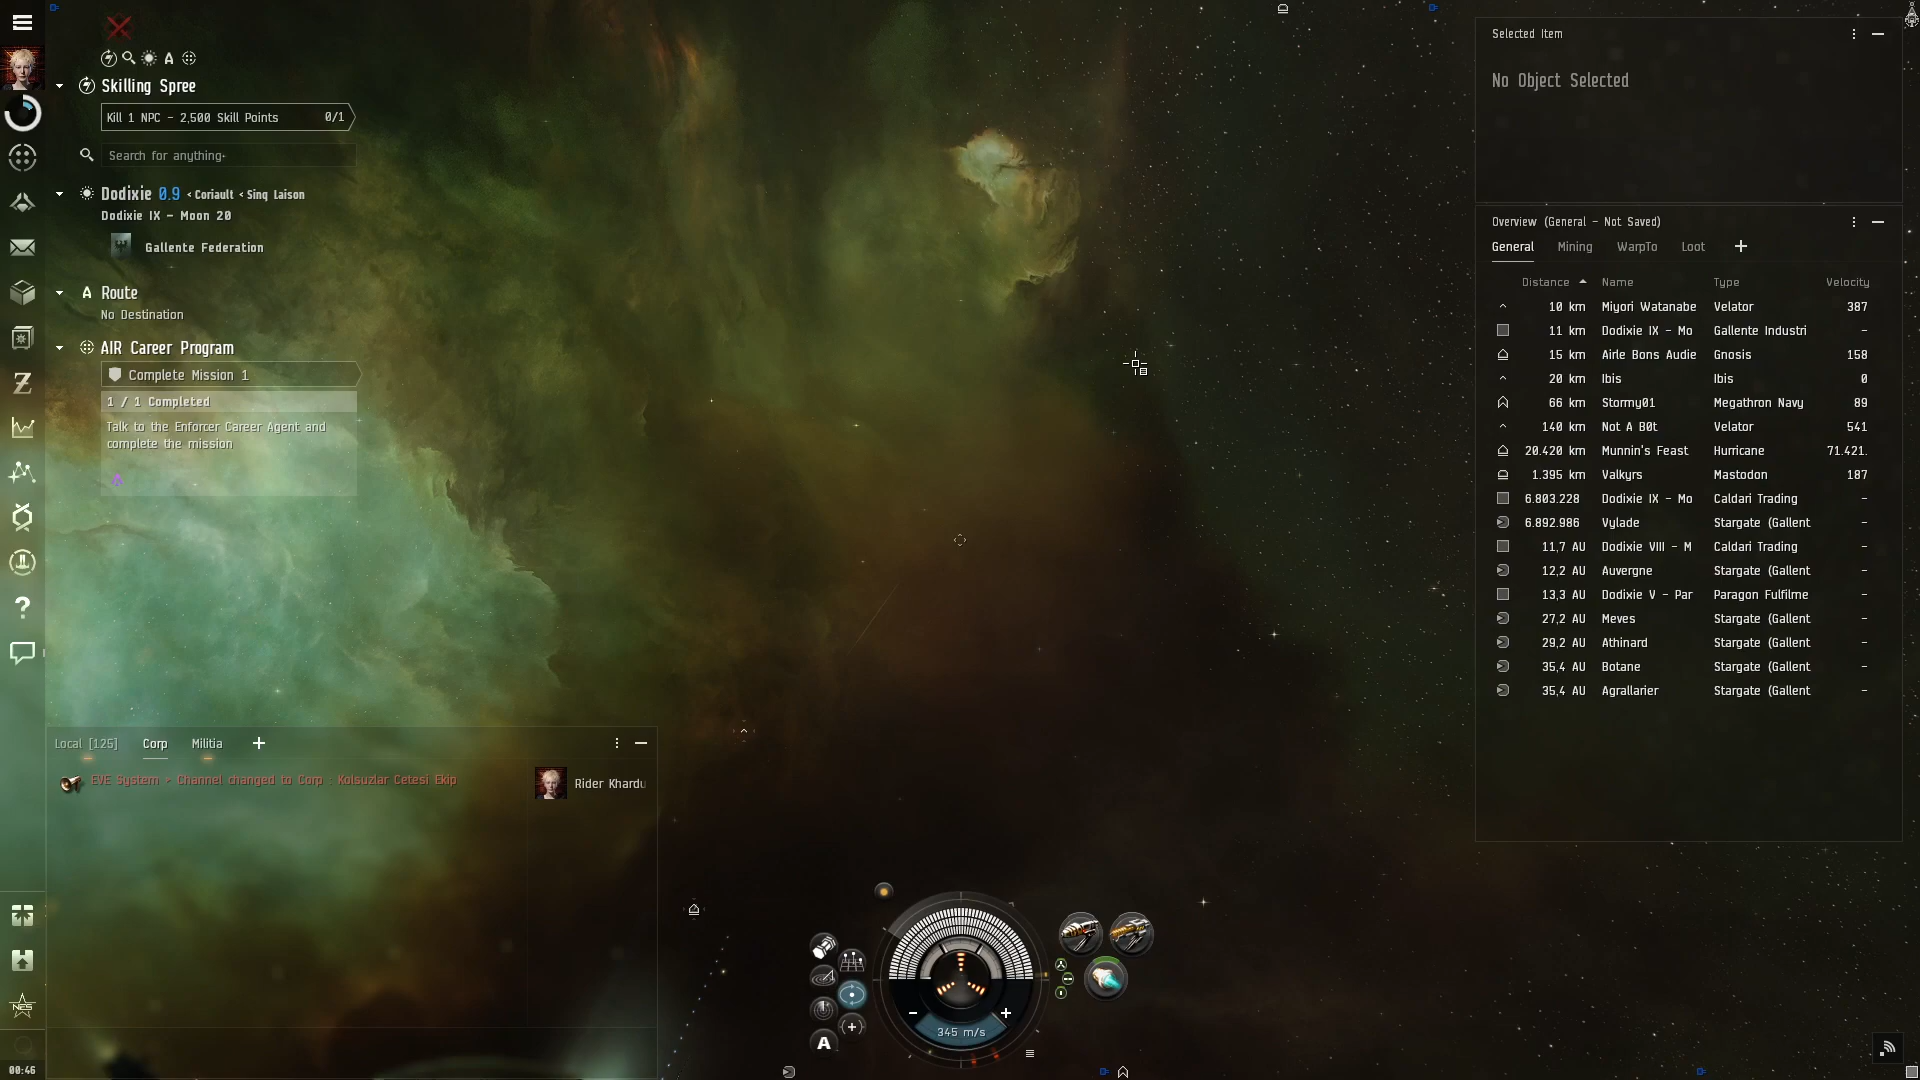 Skilling Spree
Kill 1 NPC - 2,500 Skill Points 0/1
Search for anything
Dodixie 0.9 < Coriault < Sinq Laison
Dodixie IX - Moon 20
Gallente Federation
A Route
No Destination
AIR Career Program
Complete Mission 1
1 / 1 Completed
Talk to the Enforcer Career Agent and
complete the mission
Local [125] Corp Militia
EVE System > Channel changed to Corp : Kolsuzlar Cetesi Ekip
Rider Khardu
NES
00:46
A
345 m/s
Selected Item
No Object Selected
Overview (General - Not Saved)
General Mining WarpTo Loot
Distance Name Type Velocity
10 km Miyori Watanabe Velator 387
11 km Dodixie IX - Mo Gallente Industri -
15 km Airle Bons Audie Gnosis 158
20 km Ibis Ibis 0
66 km Stormy01 Megathron Navy 89
140 km Not A B0t Velator 541
20.420 km Munnin's Feast Hurricane 71.421.
1.395 km Valkyrs Mastodon 187
6.803.228 Dodixie IX - Mo Caldari Trading -
6.892.986 Vylade Stargate (Gallent -
11,7 AU Dodixie VIII - M Caldari Trading -
12,2 AU Auvergne Stargate (Gallent -
13,3 AU Dodixie V - Par Paragon Fulfilme -
27,2 AU Meves Stargate (Gallent -
29,2 AU Athinard Stargate (Gallent -
35,4 AU Botane Stargate (Gallent -
35,4 AU Agrallarier Stargate (Gallent -